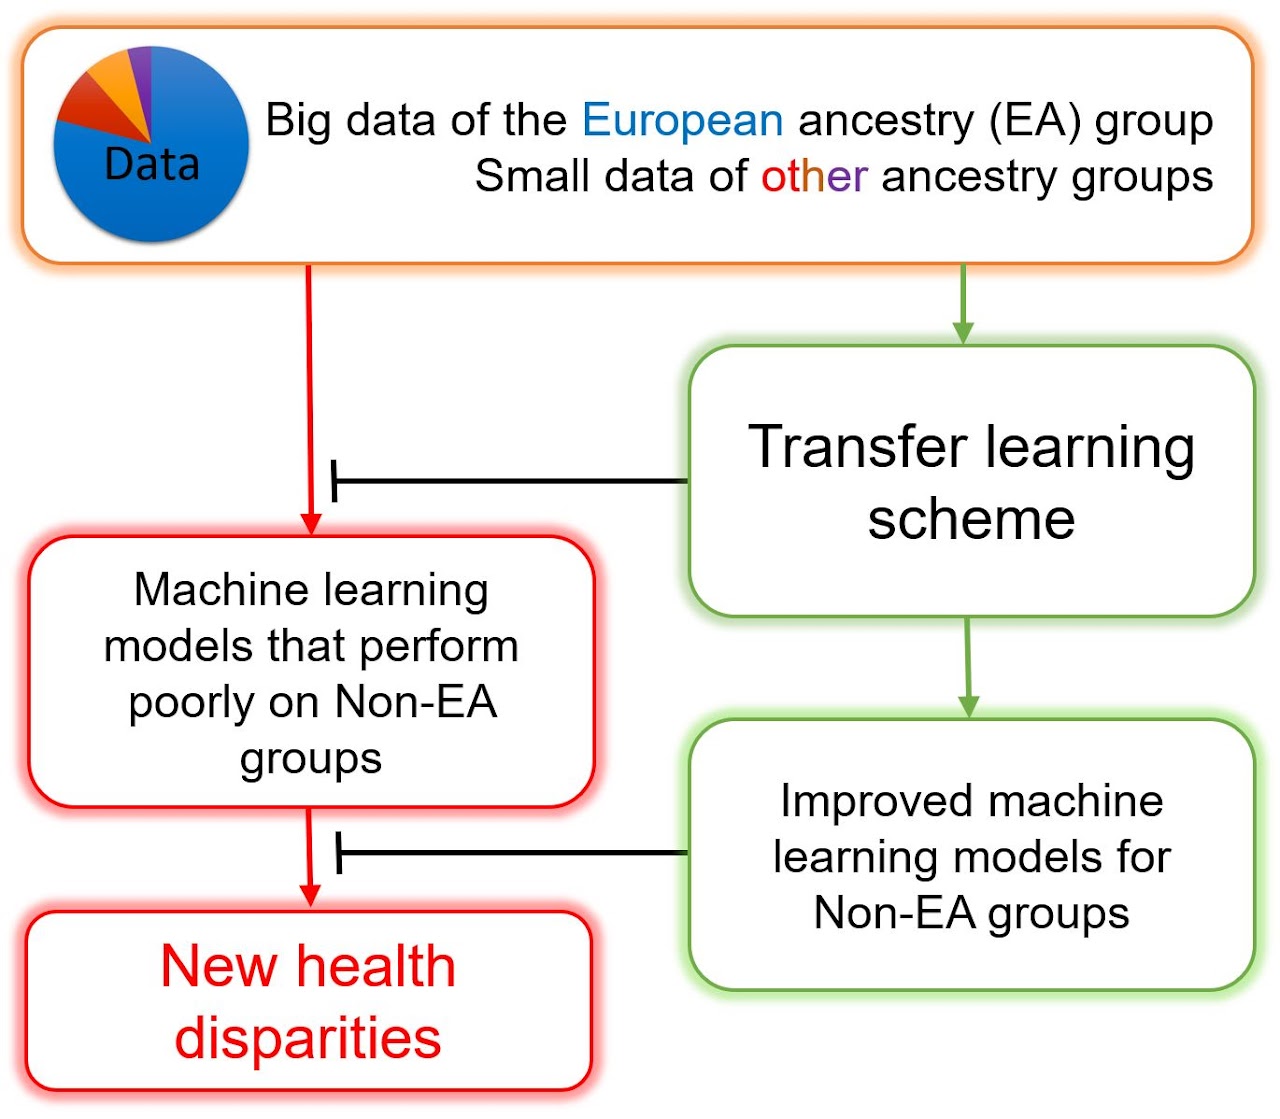 Data
Big data of the European ancestry (EA) group
Small data of other ancestry groups
Transfer learning
scheme
Machine learning
models that perform
poorly on Non-EA
groups
Improved machine
learning models for
Non-EA groups
New health
disparities